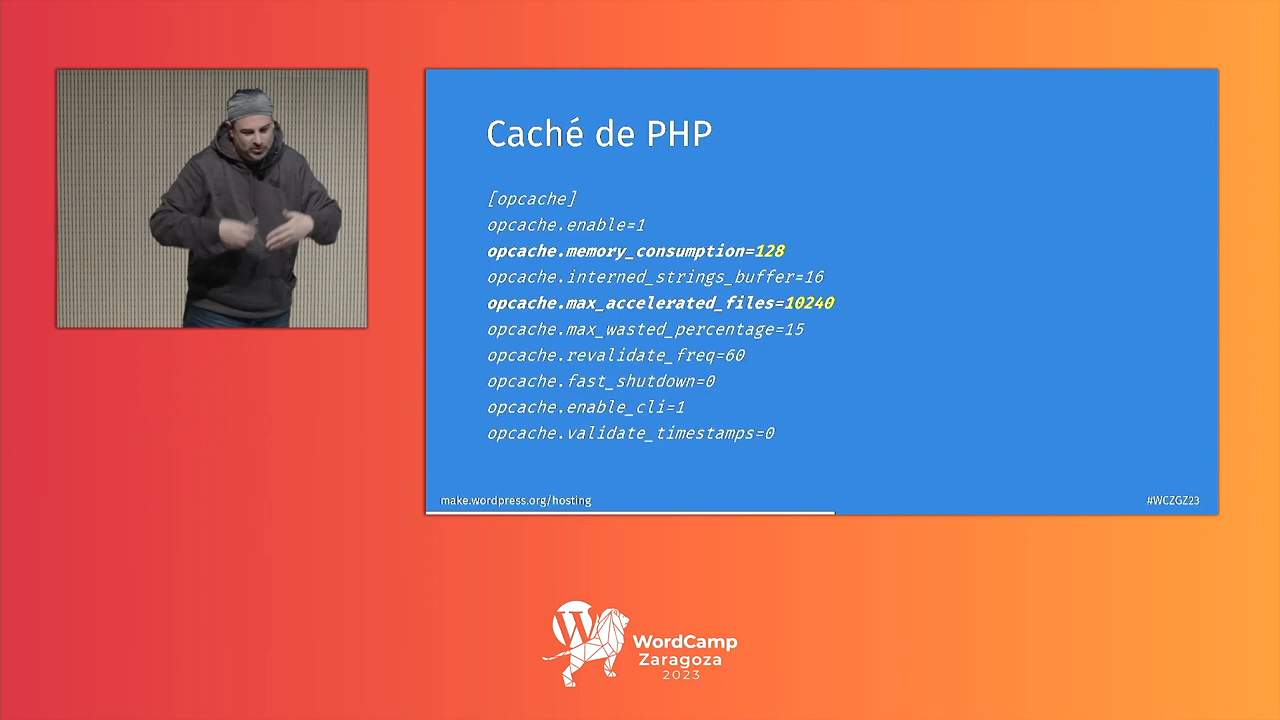 Caché de PHP
[opcache]
opcache.enable=1
opcache.memory_consumption=128
opcache.interned_strings_buffer=16
opcache.max_accelerated_files=10240
opcache.max_wasted_percentage=15
opcache.revalidate_freq=60
opcache.fast_shutdown=0
opcache.enable_cli=1
opcache.validate_timestamps=0
make.wordpress.org/hosting
#WCZGZ23
W
WordCamp
Zaragoza
2023